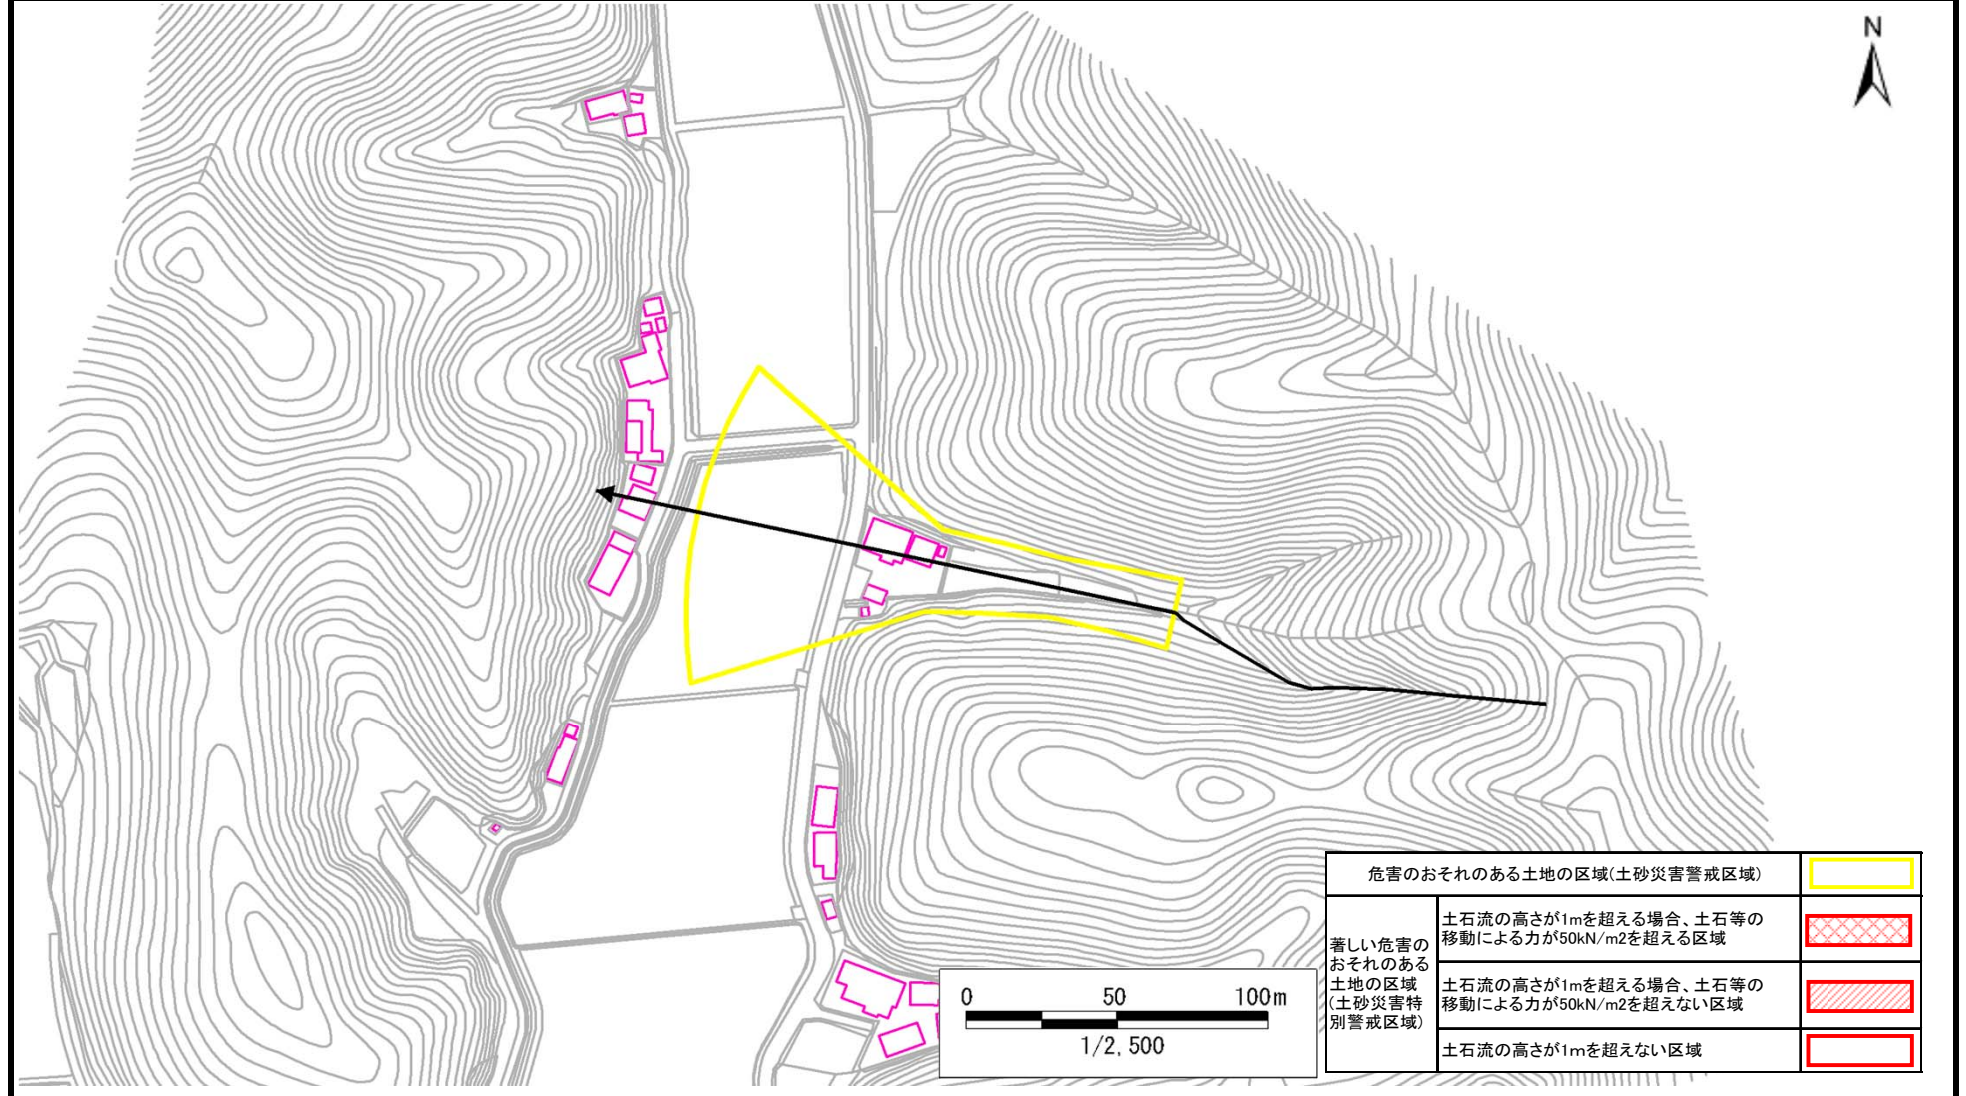 N
危害のおそれのある土地の区域(土砂災害警戒区域)
著しい危害の
おそれのある
土地の区域
(土砂災害特
別警戒区域)
土石流の高さが1mを超える場合、土石等の
移動による力が50kN/m2を超える区域
土石流の高さが1mを超える場合、土石等の
移動による力が50kN/m2を超えない区域
土石流の高さが1mを超えない区域
0 50 100m
1/2,500